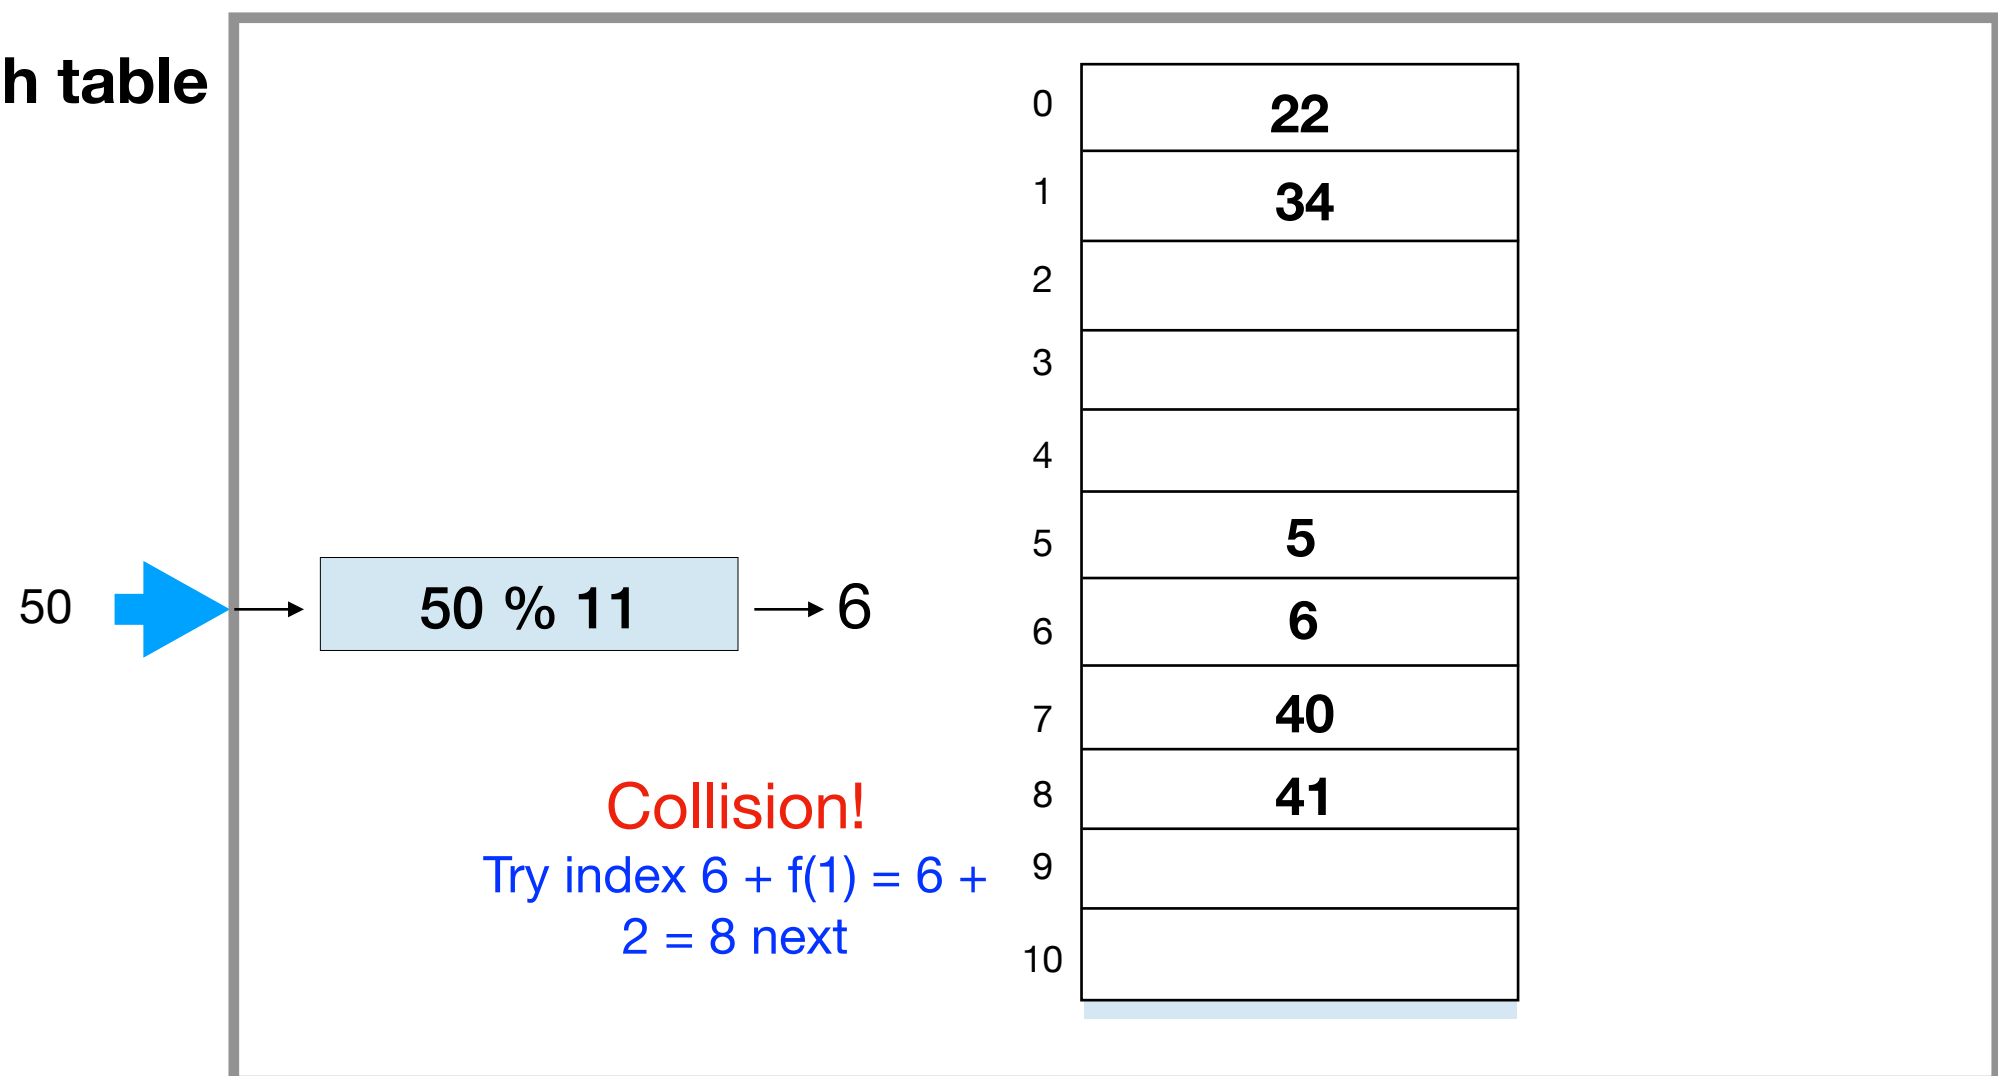 h table
0 22
1 34
2
3
4
5 5
50 50 % 11 6
6 6
7 40
8 41
Collision!
Try index 6 + f(1) = 6 +
2 = 8 next
9
10